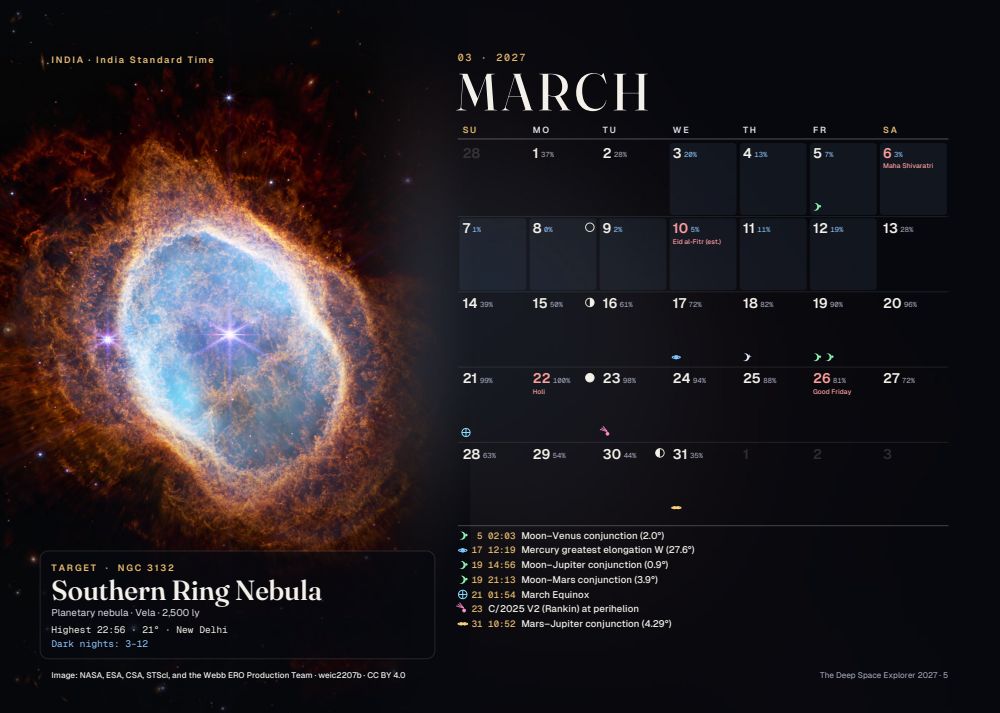 INDIA · India Standard Time
03 · 2027
MARCH
SU MO TU WE TH FR SA
28 1 37% 2 28% 3 20% 4 13% 5 7% 6 3%
Maha Shivaratri
7 1% 8 0% 9 2% 10 5% 11 11% 12 19% 13 28%
Eid al-Fitr (est.)
14 39% 15 50% 16 61% 17 72% 18 82% 19 90% 20 96%
21 99% 22 100% 23 98% 24 94% 25 88% 26 81% 27 72%
Holi Good Friday
28 63% 29 54% 30 44% 31 35% 1 2 3
5 02:03 Moon–Venus conjunction (2.0°)
17 12:19 Mercury greatest elongation W (27.6°)
19 14:56 Moon–Jupiter conjunction (0.9°)
19 21:13 Moon–Mars conjunction (3.9°)
21 01:54 March Equinox
23 C/2025 V2 (Rankin) at perihelion
31 10:52 Mars–Jupiter conjunction (4.29°)
TARGET · NGC 3132
Southern Ring Nebula
Planetary nebula · Vela · 2,500 ly
Highest 22:56 · 21° · New Delhi
Dark nights: 3–12
Image: NASA, ESA, CSA, STScI, and the Webb ERO Production Team · weic2207b · CC BY 4.0
The Deep Space Explorer 2027 · 5